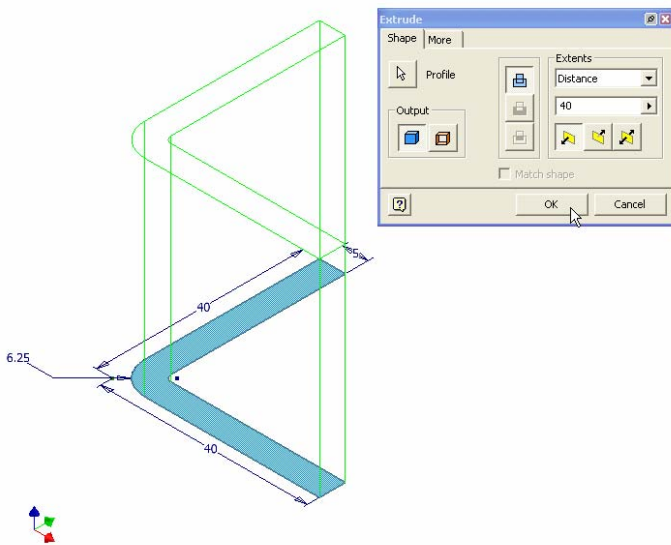 Extrude
Shape
More
Profile
Extents
Distance
40
Output
Match shape
OK
Cancel
5
40
6.25
40